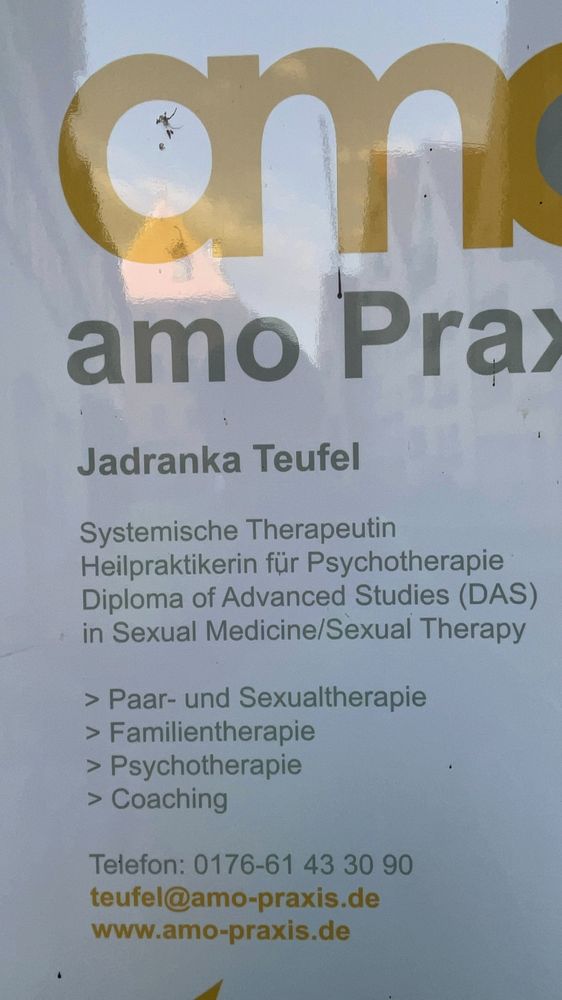 amo
amo Prax
Jadranka Teufel
Systemische Therapeutin
Heilpraktikerin für Psychotherapie
Diploma of Advanced Studies (DAS)
in Sexual Medicine/Sexual Therapy
> Paar- und Sexualtherapie
> Familientherapie
> Psychotherapie
> Coaching
Telefon: 0176-61 43 30 90
teufel@amo-praxis.de
www.amo-praxis.de